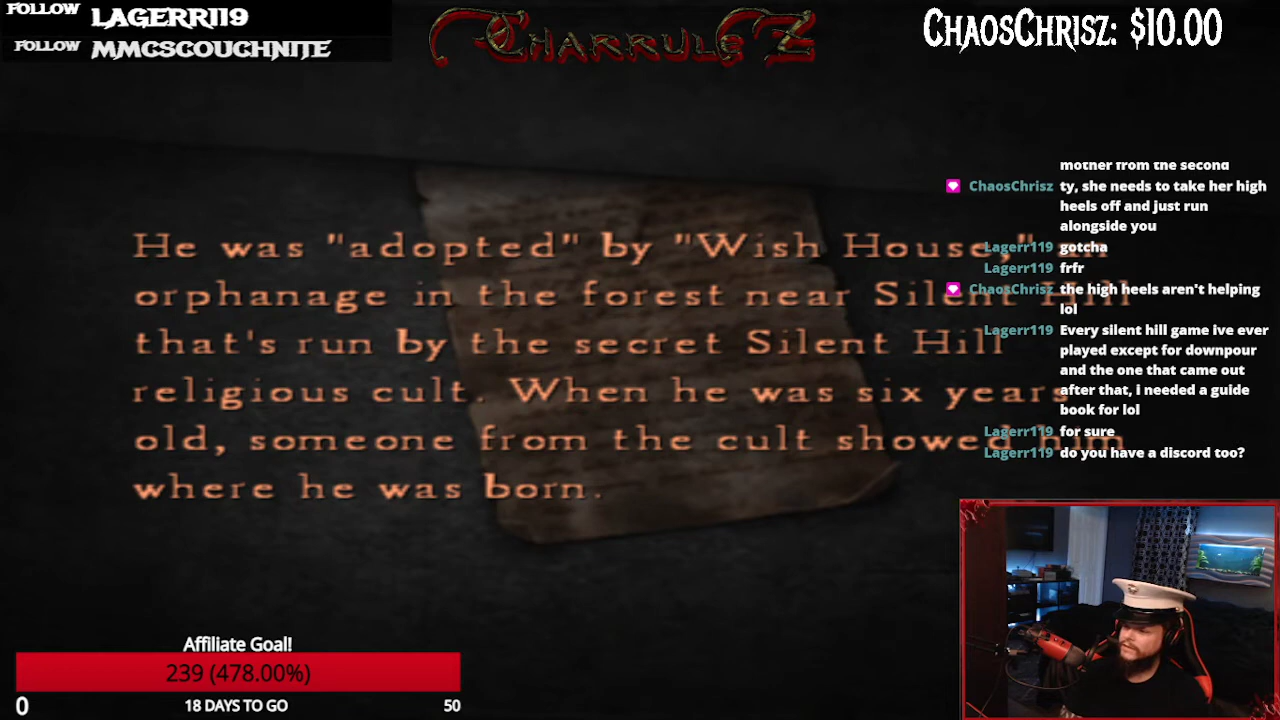 FOLLOW LAGERR119
FOLLOW MMCSCOUCHNITE
CHARRULEZ
CHAOSCHRISZ: $10.00
mother from the second
ChaosChrisz ty, she needs to take her high
heels off and just run
alongside you
Lagerr119 gotcha
Lagerr119 frfr
ChaosChrisz the high heels aren't helping
lol
Lagerr119 Every silent hill game ive ever
played except for downpour
and the one that came out
after that, i needed a guide
book for lol
Lagerr119 for sure
Lagerr119 do you have a discord too?
He was "adopted" by "Wish House,"
orphanage in the forest near Silent Hill
that's run by the secret Silent Hill
religious cult. When he was six years
old, someone from the cult showed him
where he was born.
Affiliate Goal!
239 (478.00%)
0 18 DAYS TO GO 50